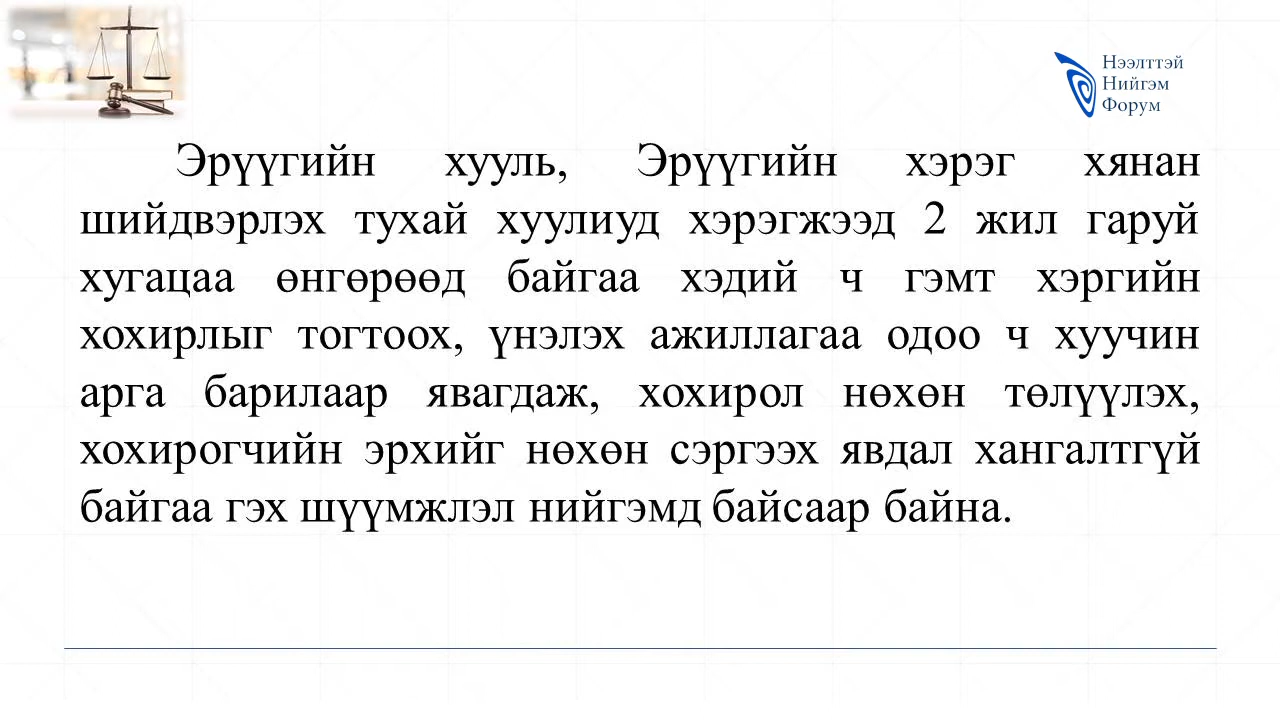 Нээлттэй
Нийгэм
Форум
Эрүүгийн хууль, Эрүүгийн хэрэг хянан
шийдвэрлэх тухай хуулиуд хэрэгжээд 2 жил гаруй
хугацаа өнгөрөөд байгаа хэдий ч гэмт хэргийн
хохирлыг тогтоох, үнэлэх ажиллагаа одоо ч хуучин
арга барилаар явагдаж, хохирол нөхөн төлүүлэх,
хохирогчийн эрхийг нөхөн сэргээх явдал хангалтгүй
байгаа гэх шүүмжлэл нийгэмд байсаар байна.